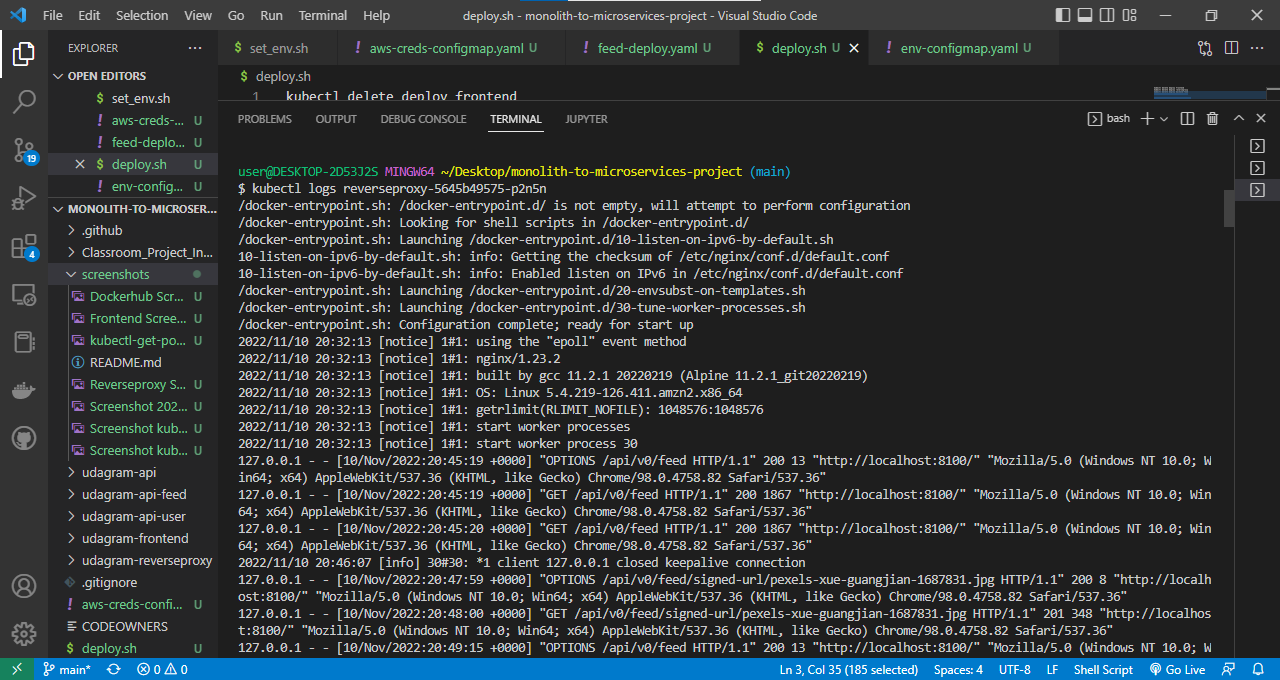 File Edit Selection View Go Run Terminal Help deploy.sh - monolith-to-microservices-project - Visual Studio Code
EXPLORER ···
OPEN EDITORS
$ set_env.sh
! aws-creds-... U
! feed-deplo... U
× $ deploy.sh U
! env-config... U
MONOLITH-TO-MICROSER...
.github
Classroom_Project_In...
screenshots
Dockerhub Scr... U
Frontend Scree... U
kubectl-get-po... U
README.md
Reverseproxy S... U
Screenshot 202... U
Screenshot kub... U
Screenshot kub... U
udagram-api
udagram-api-feed
udagram-api-user
udagram-frontend
udagram-reverseproxy
.gitignore
! aws-creds-confi... U
CODEOWNERS
$ deploy.sh U
19
4
$ set_env.sh ! aws-creds-configmap.yaml U ! feed-deploy.yaml U $ deploy.sh U × ! env-configmap.yaml U
$ deploy.sh
1 kubectl delete deploy frontend
PROBLEMS OUTPUT DEBUG CONSOLE TERMINAL JUPYTER bash
user@DESKTOP-2D53J2S MINGW64 ~/Desktop/monolith-to-microservices-project (main)
$ kubectl logs reverseproxy-5645b49575-p2n5n
/docker-entrypoint.sh: /docker-entrypoint.d/ is not empty, will attempt to perform configuration
/docker-entrypoint.sh: Looking for shell scripts in /docker-entrypoint.d/
/docker-entrypoint.sh: Launching /docker-entrypoint.d/10-listen-on-ipv6-by-default.sh
10-listen-on-ipv6-by-default.sh: info: Getting the checksum of /etc/nginx/conf.d/default.conf
10-listen-on-ipv6-by-default.sh: info: Enabled listen on IPv6 in /etc/nginx/conf.d/default.conf
/docker-entrypoint.sh: Launching /docker-entrypoint.d/20-envsubst-on-templates.sh
/docker-entrypoint.sh: Launching /docker-entrypoint.d/30-tune-worker-processes.sh
/docker-entrypoint.sh: Configuration complete; ready for start up
2022/11/10 20:32:13 [notice] 1#1: using the "epoll" event method
2022/11/10 20:32:13 [notice] 1#1: nginx/1.23.2
2022/11/10 20:32:13 [notice] 1#1: built by gcc 11.2.1 20220219 (Alpine 11.2.1_git20220219)
2022/11/10 20:32:13 [notice] 1#1: OS: Linux 5.4.219-126.411.amzn2.x86_64
2022/11/10 20:32:13 [notice] 1#1: getrlimit(RLIMIT_NOFILE): 1048576:1048576
2022/11/10 20:32:13 [notice] 1#1: start worker processes
2022/11/10 20:32:13 [notice] 1#1: start worker process 30
127.0.0.1 - - [10/Nov/2022:20:45:19 +0000] "OPTIONS /api/v0/feed HTTP/1.1" 200 13 "http://localhost:8100/" "Mozilla/5.0 (Windows NT 10.0; W
in64; x64) AppleWebKit/537.36 (KHTML, like Gecko) Chrome/98.0.4758.82 Safari/537.36"
127.0.0.1 - - [10/Nov/2022:20:45:19 +0000] "GET /api/v0/feed HTTP/1.1" 200 1867 "http://localhost:8100/" "Mozilla/5.0 (Windows NT 10.0; Win
64; x64) AppleWebKit/537.36 (KHTML, like Gecko) Chrome/98.0.4758.82 Safari/537.36"
127.0.0.1 - - [10/Nov/2022:20:45:20 +0000] "GET /api/v0/feed HTTP/1.1" 200 1867 "http://localhost:8100/" "Mozilla/5.0 (Windows NT 10.0; Win
64; x64) AppleWebKit/537.36 (KHTML, like Gecko) Chrome/98.0.4758.82 Safari/537.36"
2022/11/10 20:46:07 [info] 30#30: *1 client 127.0.0.1 closed keepalive connection
127.0.0.1 - - [10/Nov/2022:20:47:59 +0000] "OPTIONS /api/v0/feed/signed-url/pexels-xue-guangjian-1687831.jpg HTTP/1.1" 200 8 "http://localh
ost:8100/" "Mozilla/5.0 (Windows NT 10.0; Win64; x64) AppleWebKit/537.36 (KHTML, like Gecko) Chrome/98.0.4758.82 Safari/537.36"
127.0.0.1 - - [10/Nov/2022:20:48:00 +0000] "GET /api/v0/feed/signed-url/pexels-xue-guangjian-1687831.jpg HTTP/1.1" 201 348 "http://localhos
t:8100/" "Mozilla/5.0 (Windows NT 10.0; Win64; x64) AppleWebKit/537.36 (KHTML, like Gecko) Chrome/98.0.4758.82 Safari/537.36"
127.0.0.1 - - [10/Nov/2022:20:49:15 +0000] "OPTIONS /api/v0/feed HTTP/1.1" 200 13 "http://localhost:8100/" "Mozilla/5.0 (Windows NT 10.0; W
main* 0 0 Ln 3, Col 35 (185 selected) Spaces: 4 UTF-8 LF Shell Script Go Live